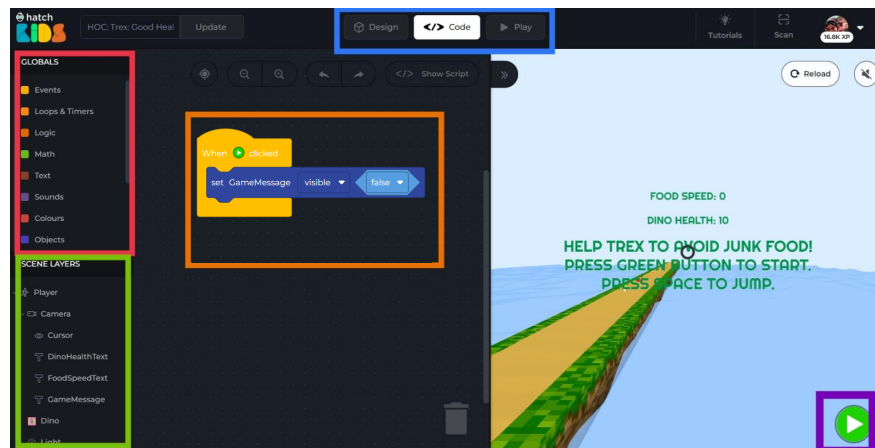 hatch
KIDS
HOC: Trex: Good Heal
Update
Design
</> Code
Play
Tutorials
Scan
16.8K XP
GLOBALS
Events
Loops & Timers
Logic
Math
Text
Sounds
Colours
Objects
SCENE LAYERS
Player
Camera
Cursor
DinoHealthText
FoodSpeedText
GameMessage
Dino
Light
</> Show Script
When clicked
set GameMessage visible false
Reload
FOOD SPEED: 0
DINO HEALTH: 10
HELP TREX TO AVOID JUNK FOOD!
PRESS GREEN BUTTON TO START.
PRESS SPACE TO JUMP.